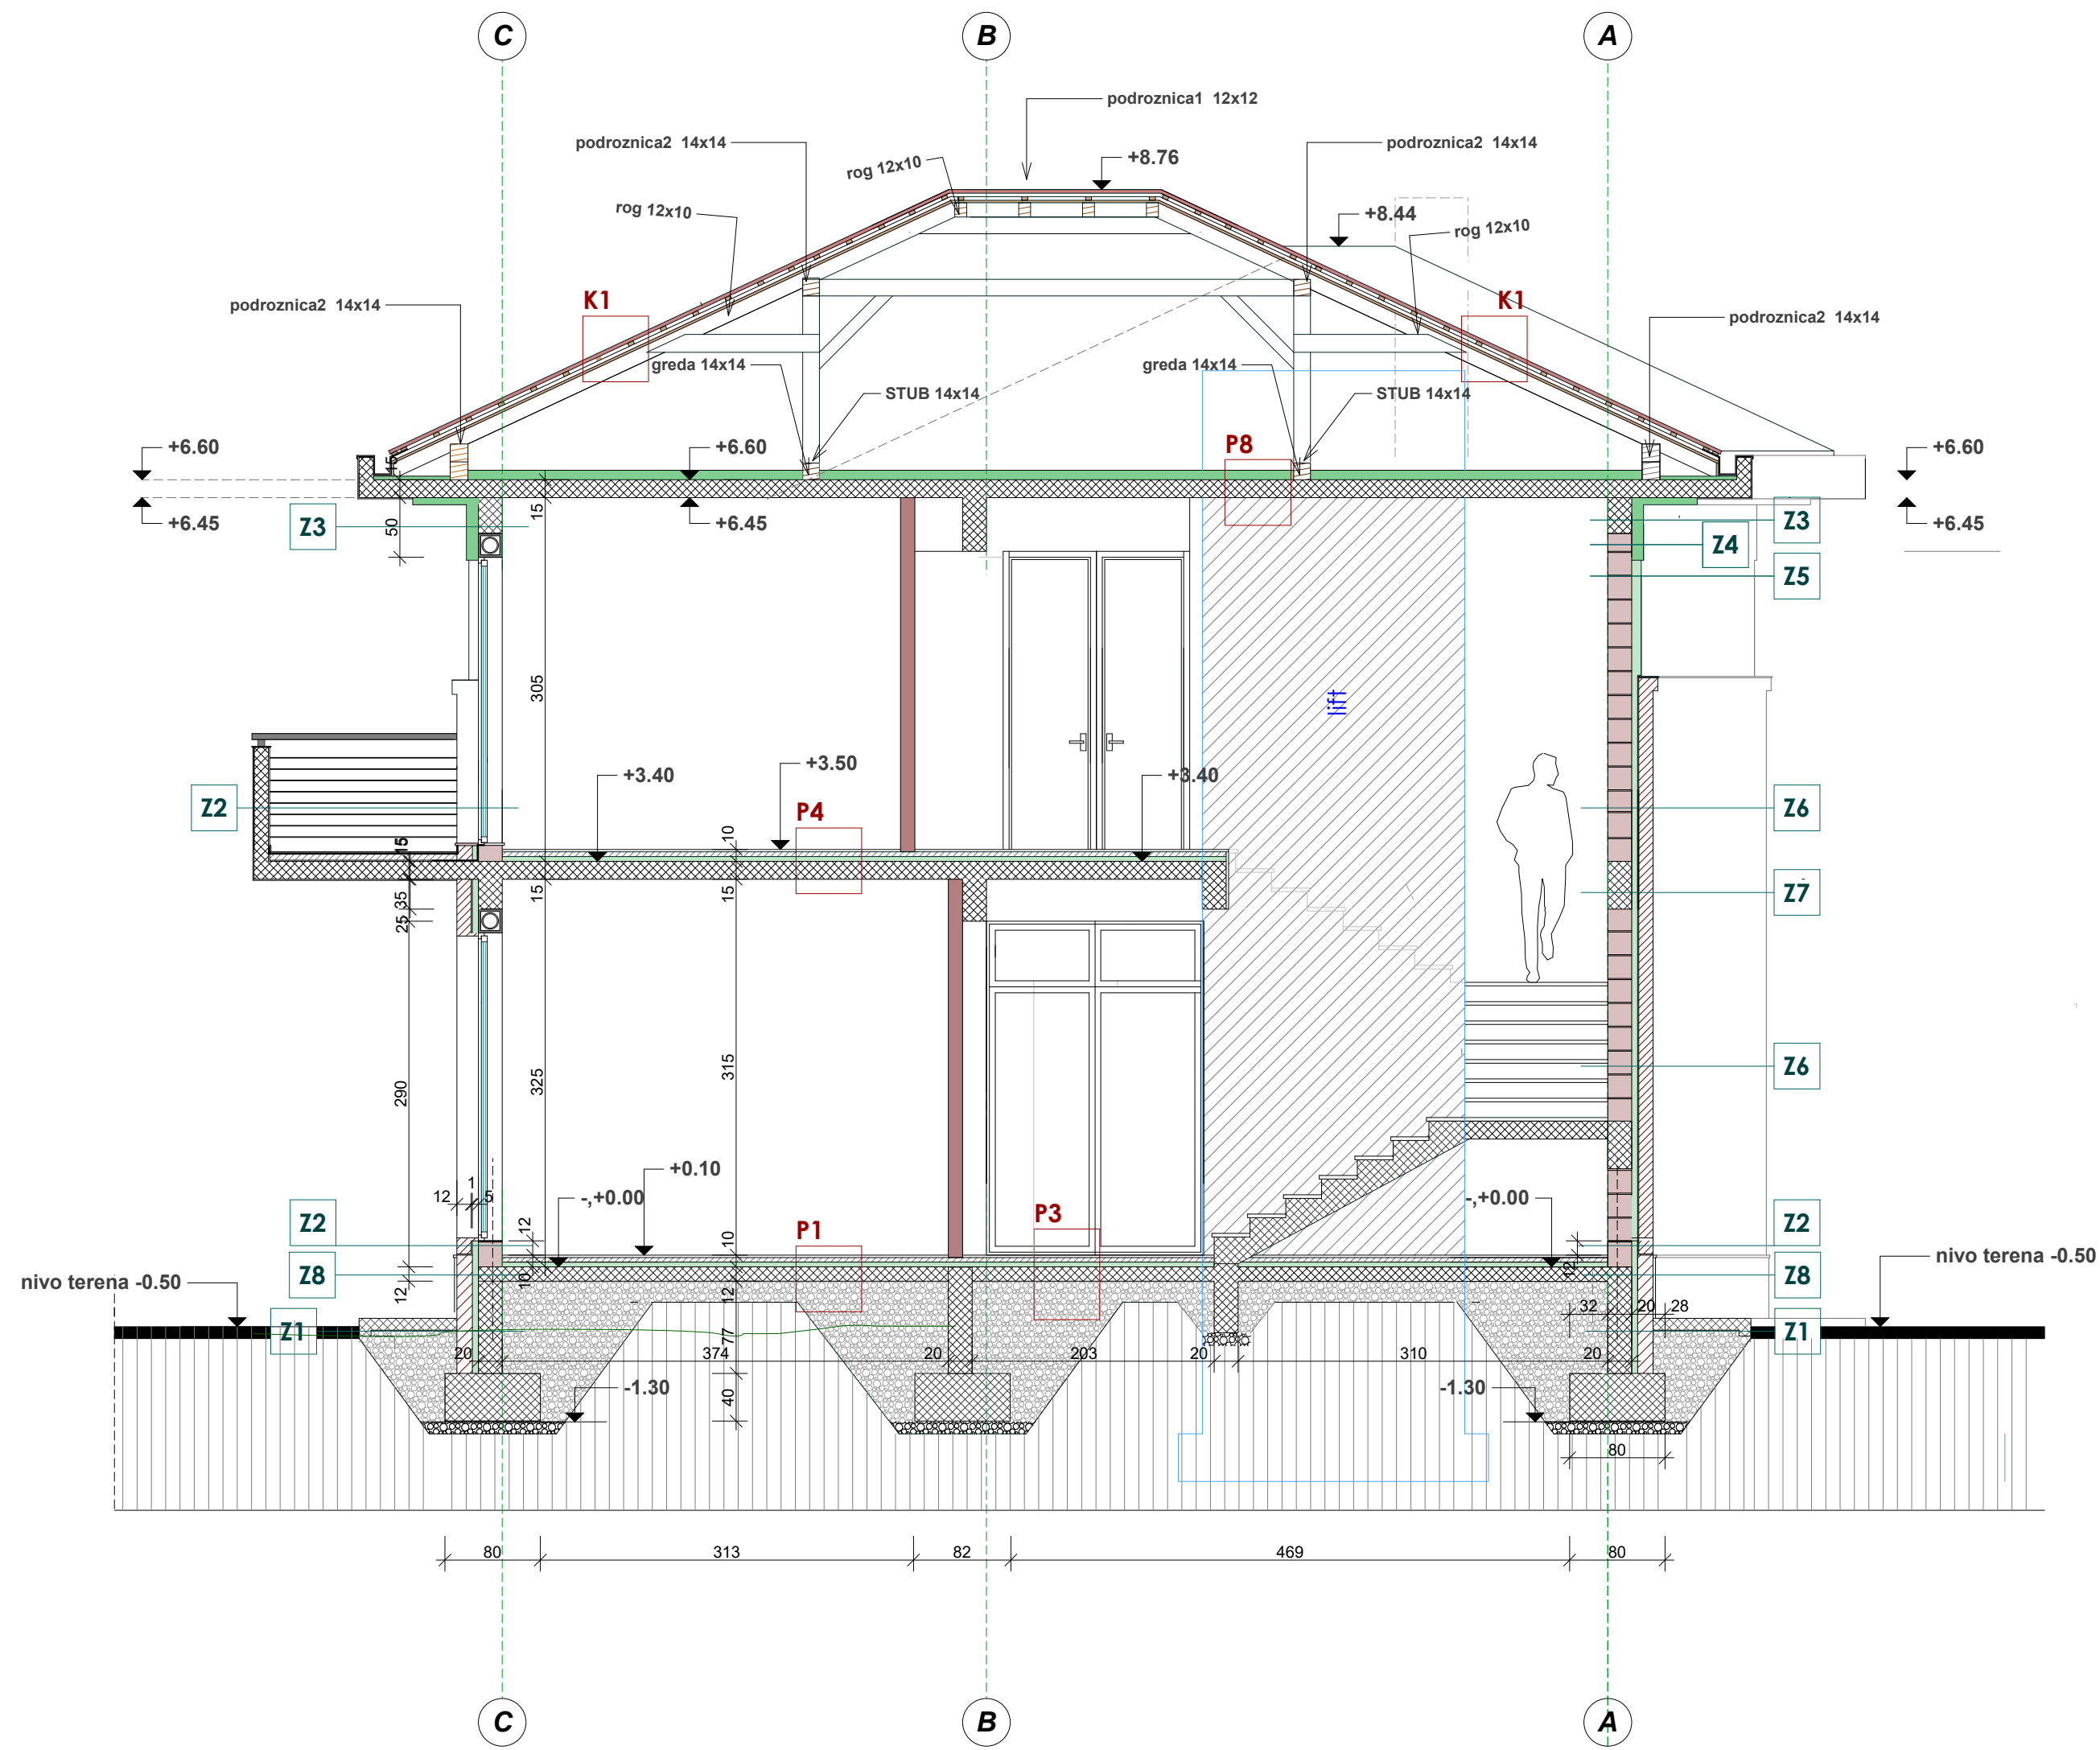 C
B
A
podroznica1 12x12
podroznica2 14x14
rog 12x10
+8.76
podroznica2 14x14
rog 12x10
+8.44
rog 12x10
podroznica2 14x14
K1
K1
podroznica2 14x14
greda 14x14
STUB 14x14
greda 14x14
STUB 14x14
+6.60
15
+6.60
P8
+6.60
+6.45
Z3
50
15
+6.45
Z3
+6.45
Z4
Z5
305
lift
+3.40
+3.50
+3.40
Z2
P4
10
Z6
15
35
25
15
15
Z7
290
325
315
Z6
+0.10
12
1
5
-,+0.00
-,+0.00
Z2
12
P1
10
P3
Z2
nivo terena -0.50
Z8
12
10
12
12
Z8
nivo terena -0.50
Z1
32
20
28
Z1
77
20
374
20
203
20
310
20
-1.30
40
-1.30
80
80
313
82
469
80
C
B
A